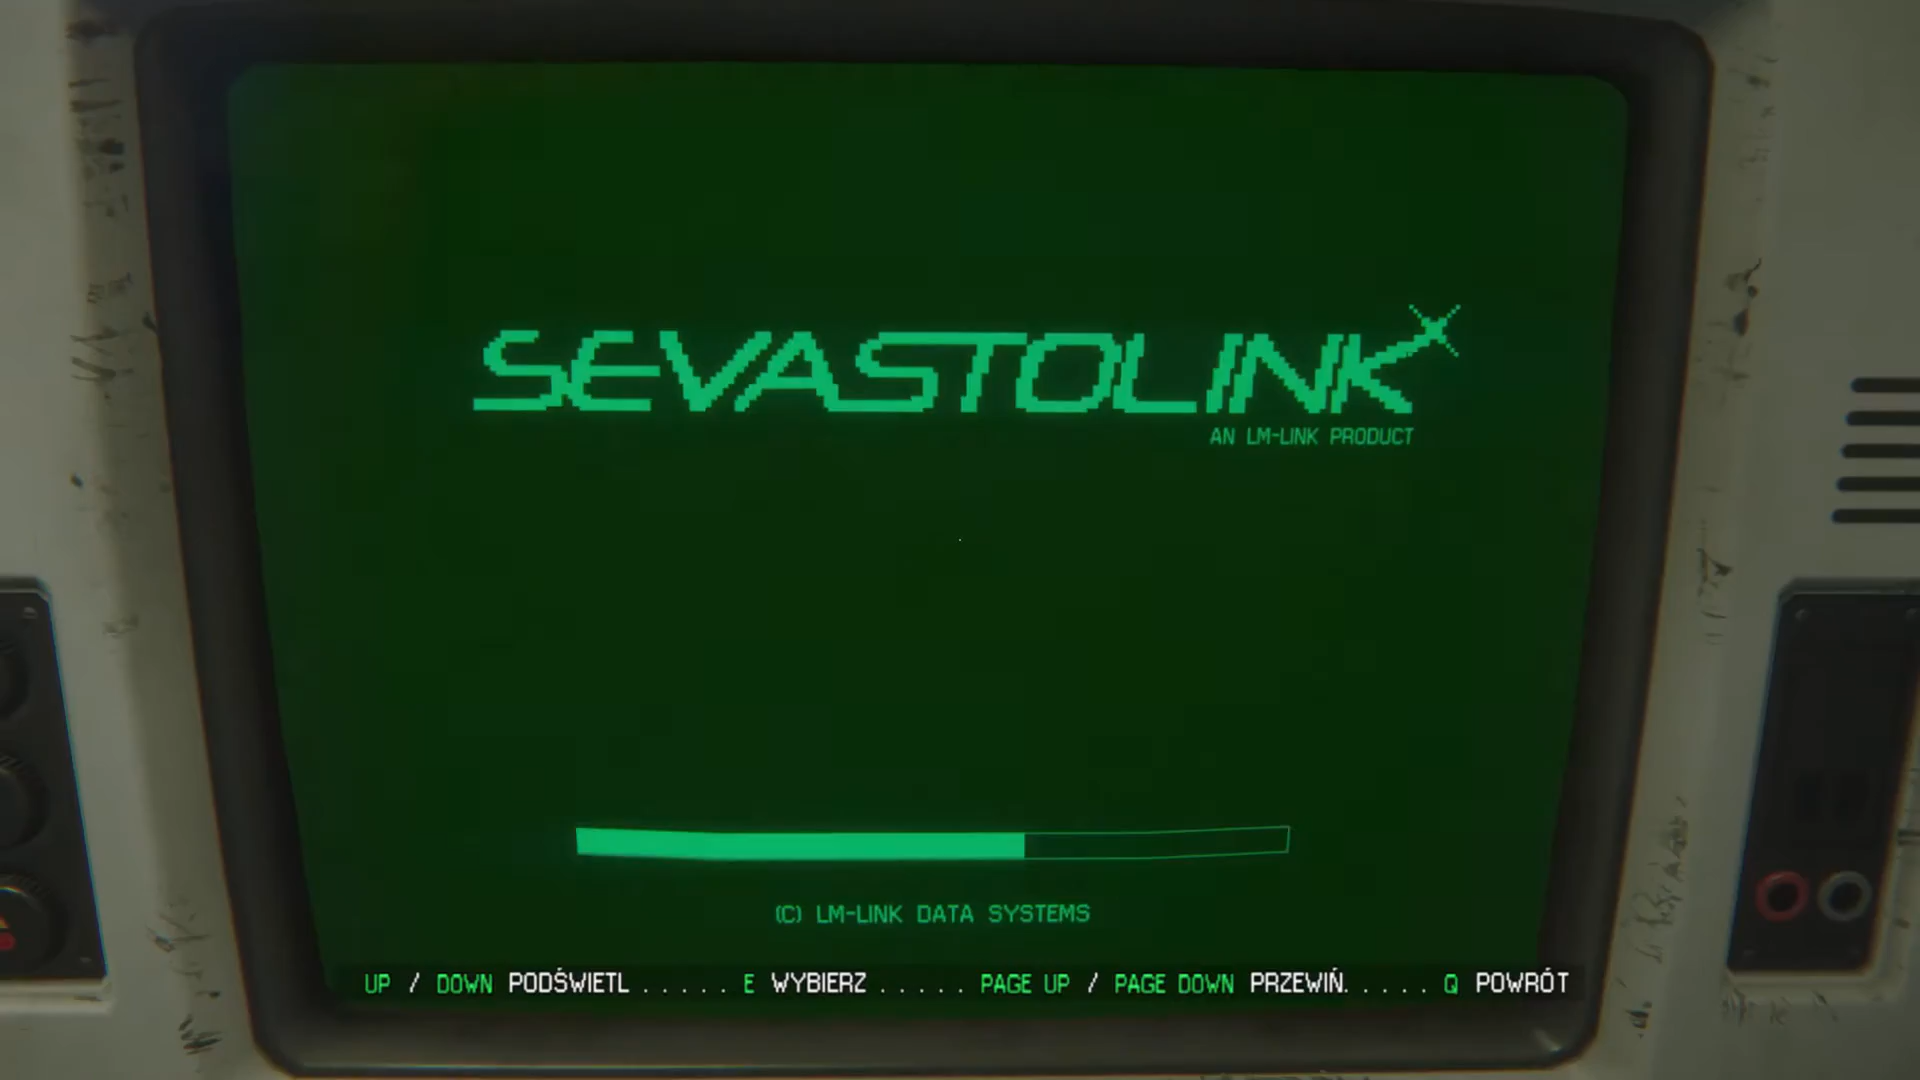 SEVASTOLINK
AN LM-LINK PRODUCT
(C) LM-LINK DATA SYSTEMS
UP / DOWN PODŚWIETL ..... E WYBIERZ ..... PAGE UP / PAGE DOWN PRZEWIŃ..... Q POWRÓT